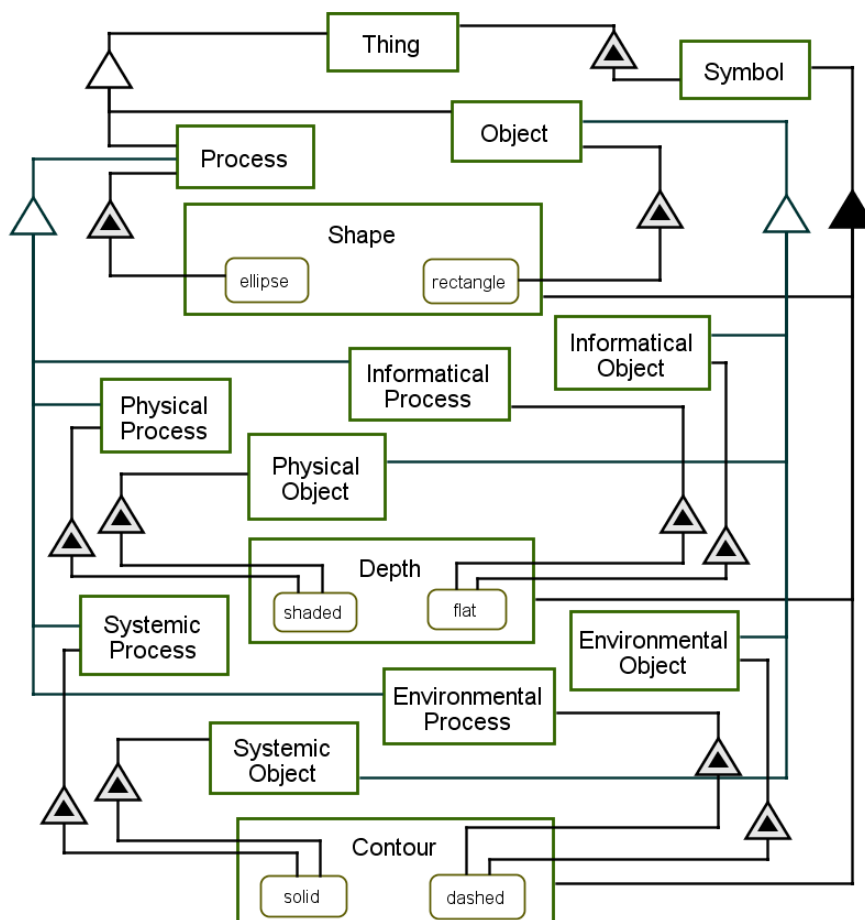 Thing
Symbol
Object
Process
Shape
ellipse
rectangle
Informatical
Object
Informatical
Process
Physical
Process
Physical
Object
Depth
shaded
flat
Systemic
Process
Environmental
Object
Environmental
Process
Systemic
Object
Contour
solid
dashed